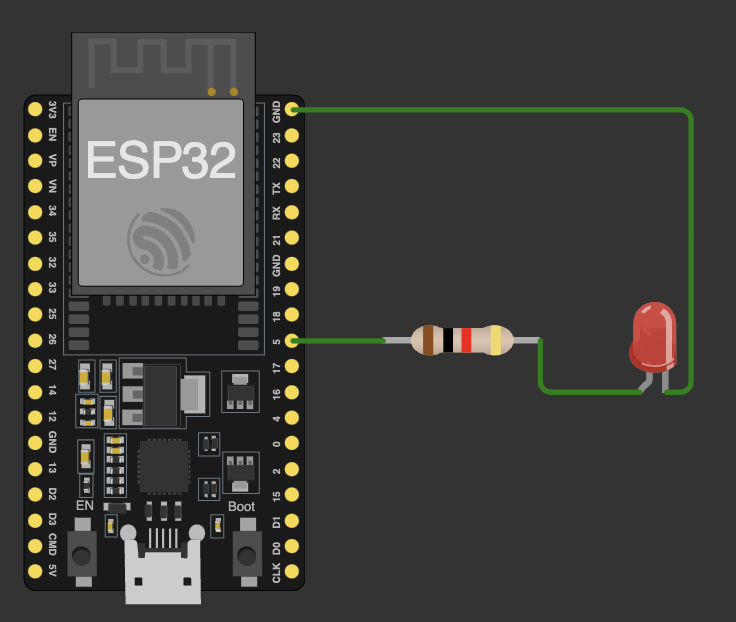 ESP32
3V3
EN
VP
VN
34
35
32
33
25
26
27
14
12
GND
13
D2
D3
CMD
5V
GND
23
22
TX
RX
21
GND
19
18
5
17
16
4
0
2
15
D1
D0
CLK
EN
Boot